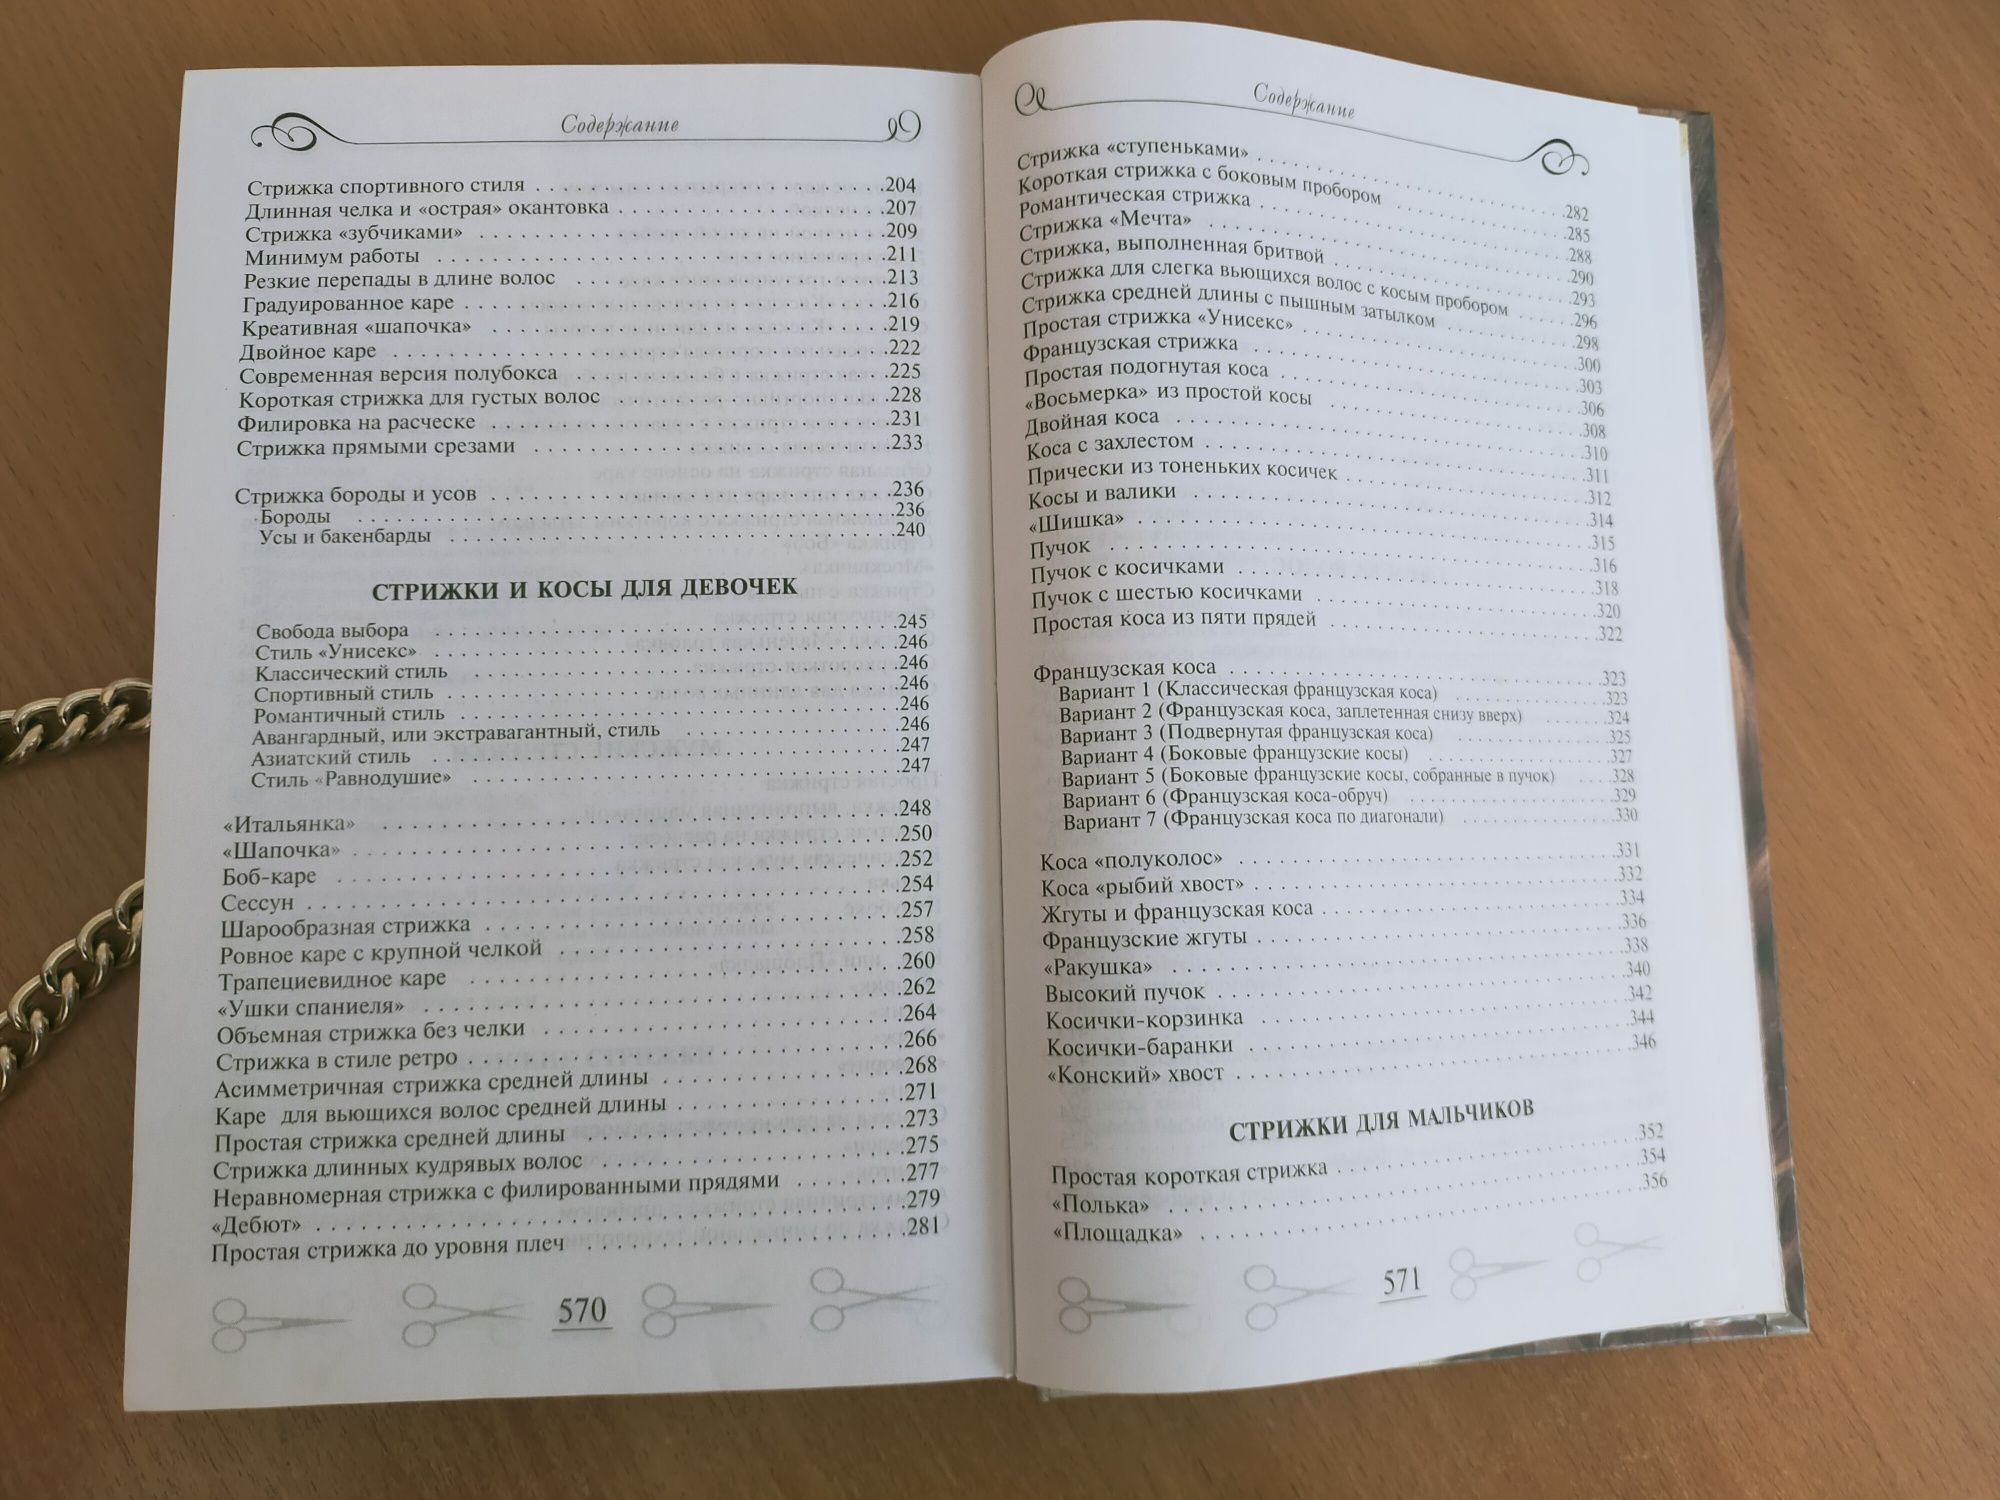 Содержание
Стрижка спортивного стиля . . . 204
Длинная челка и «острая» окантовка . . . 207
Стрижка «зубчиками» . . . 209
Минимум работы . . . 211
Резкие перепады в длине волос . . . 213
Градуированное каре . . . 216
Креативная «шапочка» . . . 219
Двойное каре . . . 222
Современная версия полубокса . . . 225
Короткая стрижка для густых волос . . . 228
Филировка на расческе . . . 231
Стрижка прямыми срезами . . . 233
Стрижка бороды и усов . . . 236
Бороды . . . 236
Усы и бакенбарды . . . 240
СТРИЖКИ И КОСЫ ДЛЯ ДЕВОЧЕК
Свобода выбора . . . 245
Стиль «Унисекс» . . . 246
Классический стиль . . . 246
Спортивный стиль . . . 246
Романтичный стиль . . . 246
Авангардный, или экстравагантный, стиль . . . 246
Азиатский стиль . . . 247
Стиль «Равнодушие» . . . 247
«Итальянка» . . . 248
«Шапочка» . . . 250
Боб-каре . . . 252
Сессун . . . 254
Шарообразная стрижка . . . 257
Ровное каре с крупной челкой . . . 258
Трапециевидное каре . . . 260
«Ушки спаниеля» . . . 262
Объемная стрижка без челки . . . 264
Стрижка в стиле ретро . . . 266
Асимметричная стрижка средней длины . . . 268
Каре для вьющихся волос средней длины . . . 271
Простая стрижка средней длины . . . 273
Стрижка длинных кудрявых волос . . . 275
Неравномерная стрижка с филированными прядями . . . 277
«Дебют» . . . 279
Простая стрижка до уровня плеч . . . 281
570
Содержание
Стрижка «ступеньками» . . . 282
Короткая стрижка с боковым пробором . . . 285
Романтическая стрижка . . . 288
Стрижка «Мечта» . . . 290
Стрижка, выполненная бритвой . . . 293
Стрижка для слегка вьющихся волос с косым пробором . . . 296
Стрижка средней длины с пышным затылком . . . 298
Простая стрижка «Унисекс» . . . 300
Французская стрижка . . . 303
Простая подогнутая коса . . . 306
«Восьмерка» из простой косы . . . 308
Двойная коса . . . 310
Коса с захлестом . . . 311
Прически из тоненьких косичек . . . 312
Косы и валики . . . 314
«Шишка» . . . 315
Пучок . . . 316
Пучок с косичками . . . 318
Пучок с шестью косичками . . . 320
Простая коса из пяти прядей . . . 322
Французская коса . . . 323
Вариант 1 (Классическая французская коса) . . . 323
Вариант 2 (Французская коса, заплетенная снизу вверх) . . . 324
Вариант 3 (Подвернутая французская коса) . . . 325
Вариант 4 (Боковые французские косы) . . . 327
Вариант 5 (Боковые французские косы, собранные в пучок) . . . 328
Вариант 6 (Французская коса-обруч) . . . 329
Вариант 7 (Французская коса по диагонали) . . . 330
Коса «полуколос» . . . 331
Коса «рыбий хвост» . . . 332
Жгуты и французская коса . . . 334
Французские жгуты . . . 336
«Ракушка» . . . 338
Высокий пучок . . . 340
Косички-корзинка . . . 342
Косички-баранки . . . 344
«Конский» хвост . . . 346
СТРИЖКИ ДЛЯ МАЛЬЧИКОВ
Простая короткая стрижка . . . 352
«Полька» . . . 354
«Площадка» . . . 356
571